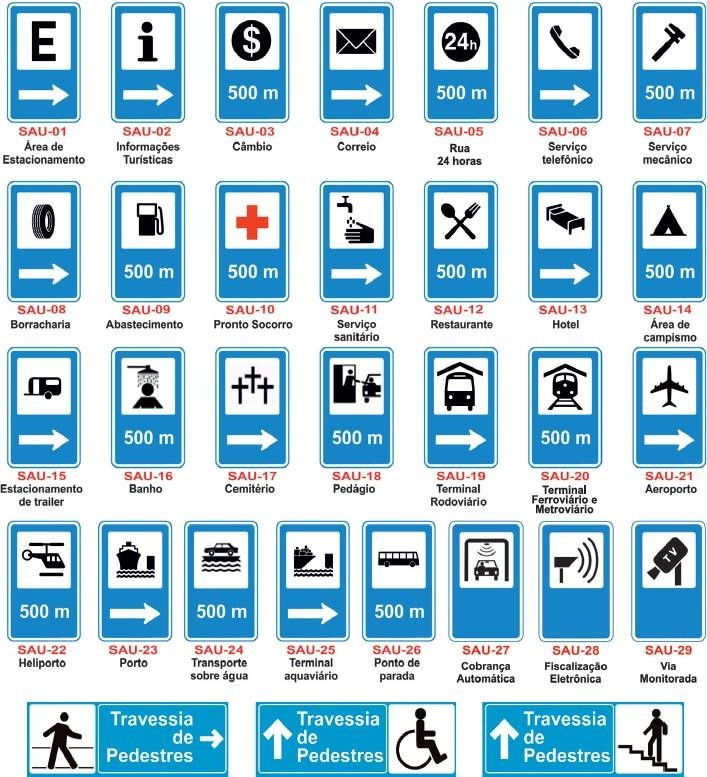 E
i
$
24h
500 m
500 m
500 m
SAU-01 SAU-02 SAU-03 SAU-04 SAU-05 SAU-06 SAU-07
Área de Estacionamento
Informações Turísticas
Câmbio
Correio
Rua 24 horas
Serviço telefônico
Serviço mecânico
500 m
500 m
500 m
500 m
SAU-08 SAU-09 SAU-10 SAU-11 SAU-12 SAU-13 SAU-14
Borracharia
Abastecimento
Pronto Socorro
Serviço sanitário
Restaurante
Hotel
Área de campismo
500 m
500 m
500 m
SAU-15 SAU-16 SAU-17 SAU-18 SAU-19 SAU-20 SAU-21
Estacionamento de trailer
Banho
Cemitério
Pedágio
Terminal Rodoviário
Terminal Ferroviário e Metroviário
Aeroporto
TV
500 m
500 m
500 m
SAU-22 SAU-23 SAU-24 SAU-25 SAU-26 SAU-27 SAU-28 SAU-29
Heliporto
Porto
Transporte sobre água
Terminal aquaviário
Ponto de parada
Cobrança Automática
Fiscalização Eletrônica
Via Monitorada
Travessia
de
Pedestres
Travessia
de
Pedestres
Travessia
de
Pedestres